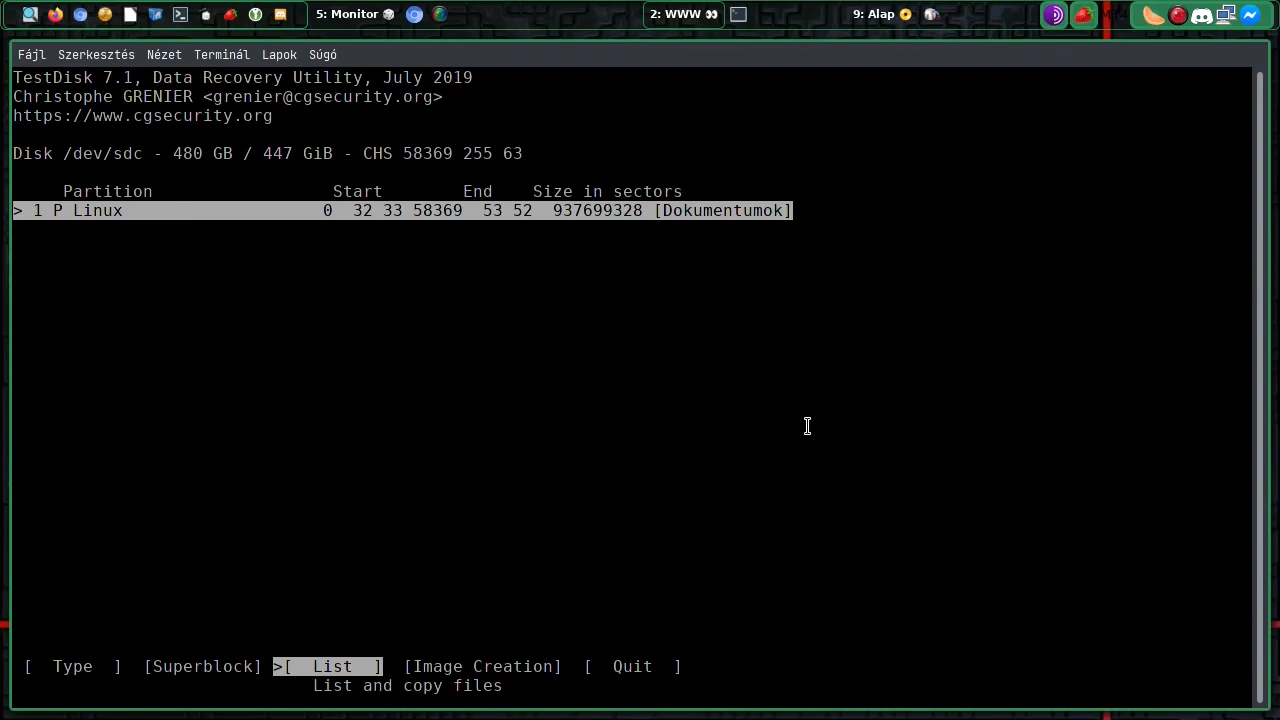 5: Monitor
2: WWW
9: Alap
Fájl Szerkesztés Nézet Terminál Lapok Súgó
TestDisk 7.1, Data Recovery Utility, July 2019
Christophe GRENIER <grenier@cgsecurity.org>
https://www.cgsecurity.org
Disk /dev/sdc - 480 GB / 447 GiB - CHS 58369 255 63
Partition Start End Size in sectors
> 1 P Linux 0 32 33 58369 53 52 937699328 [Dokumentumok]
[ Type ] [Superblock] >[ List ] [Image Creation] [ Quit ]
List and copy files